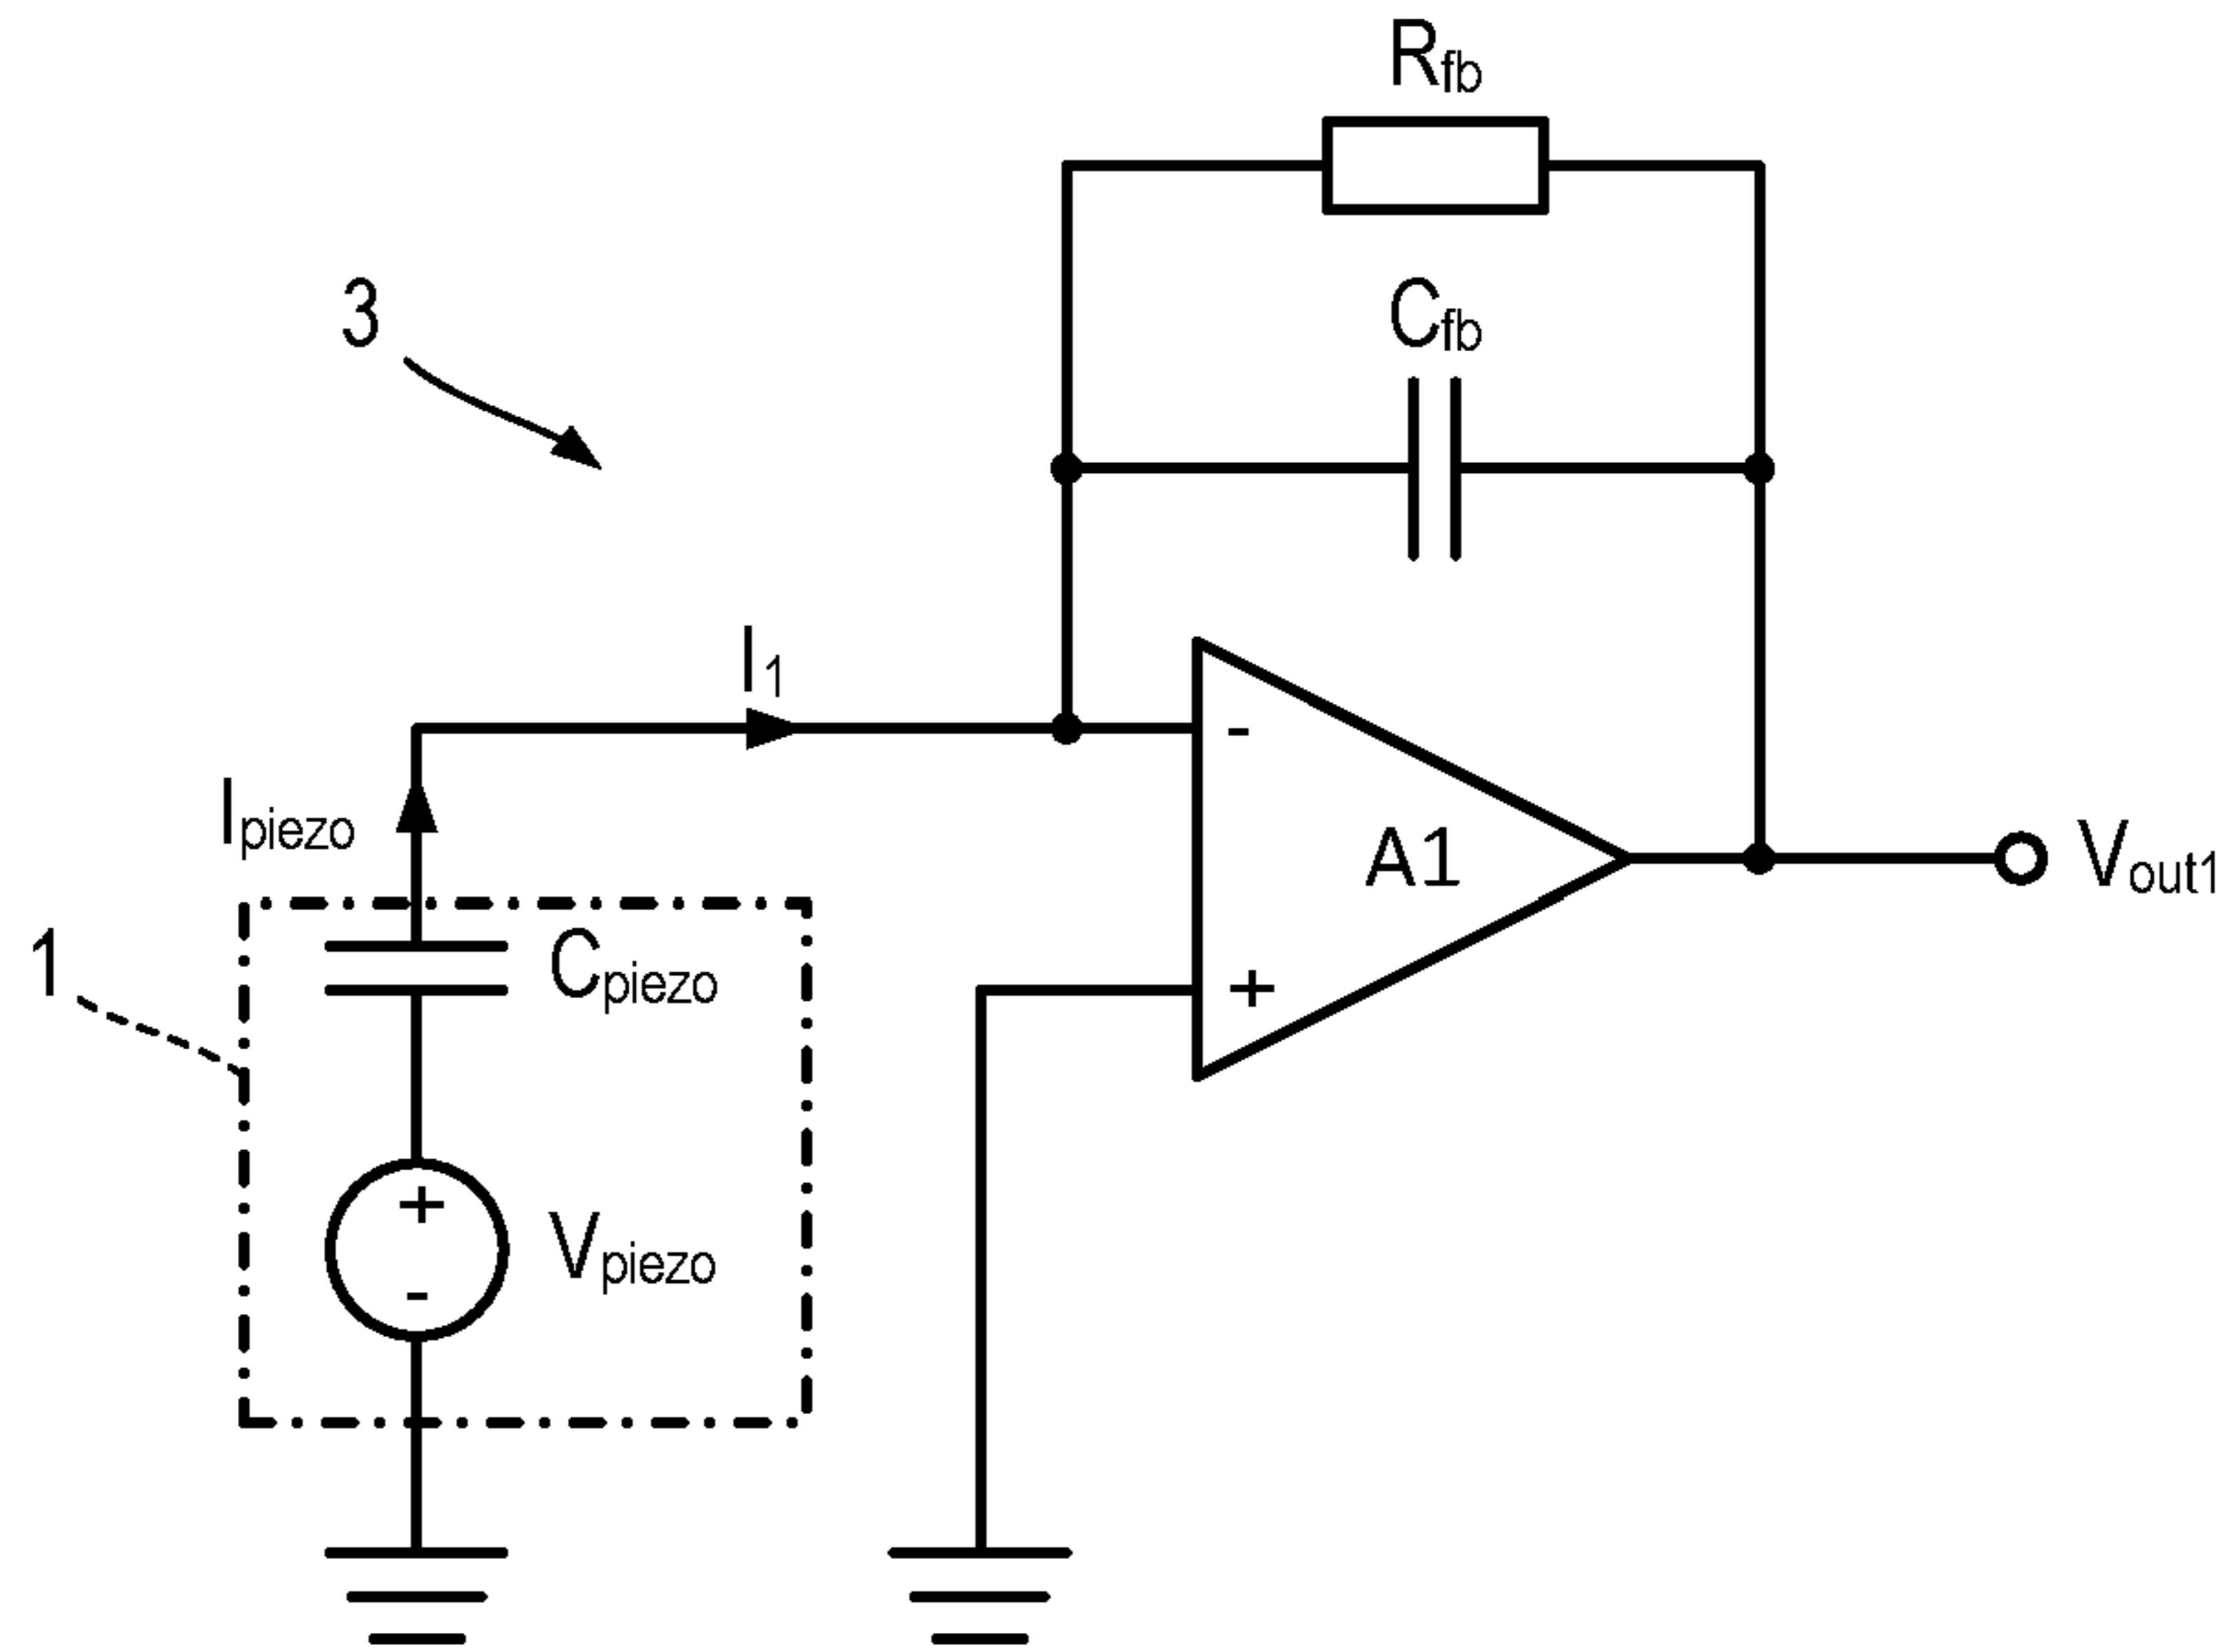 Rfb
Cfb
3
I1
Ipiezo
-
A1
Vout1
1
Cpiezo
+
+
Vpiezo
-